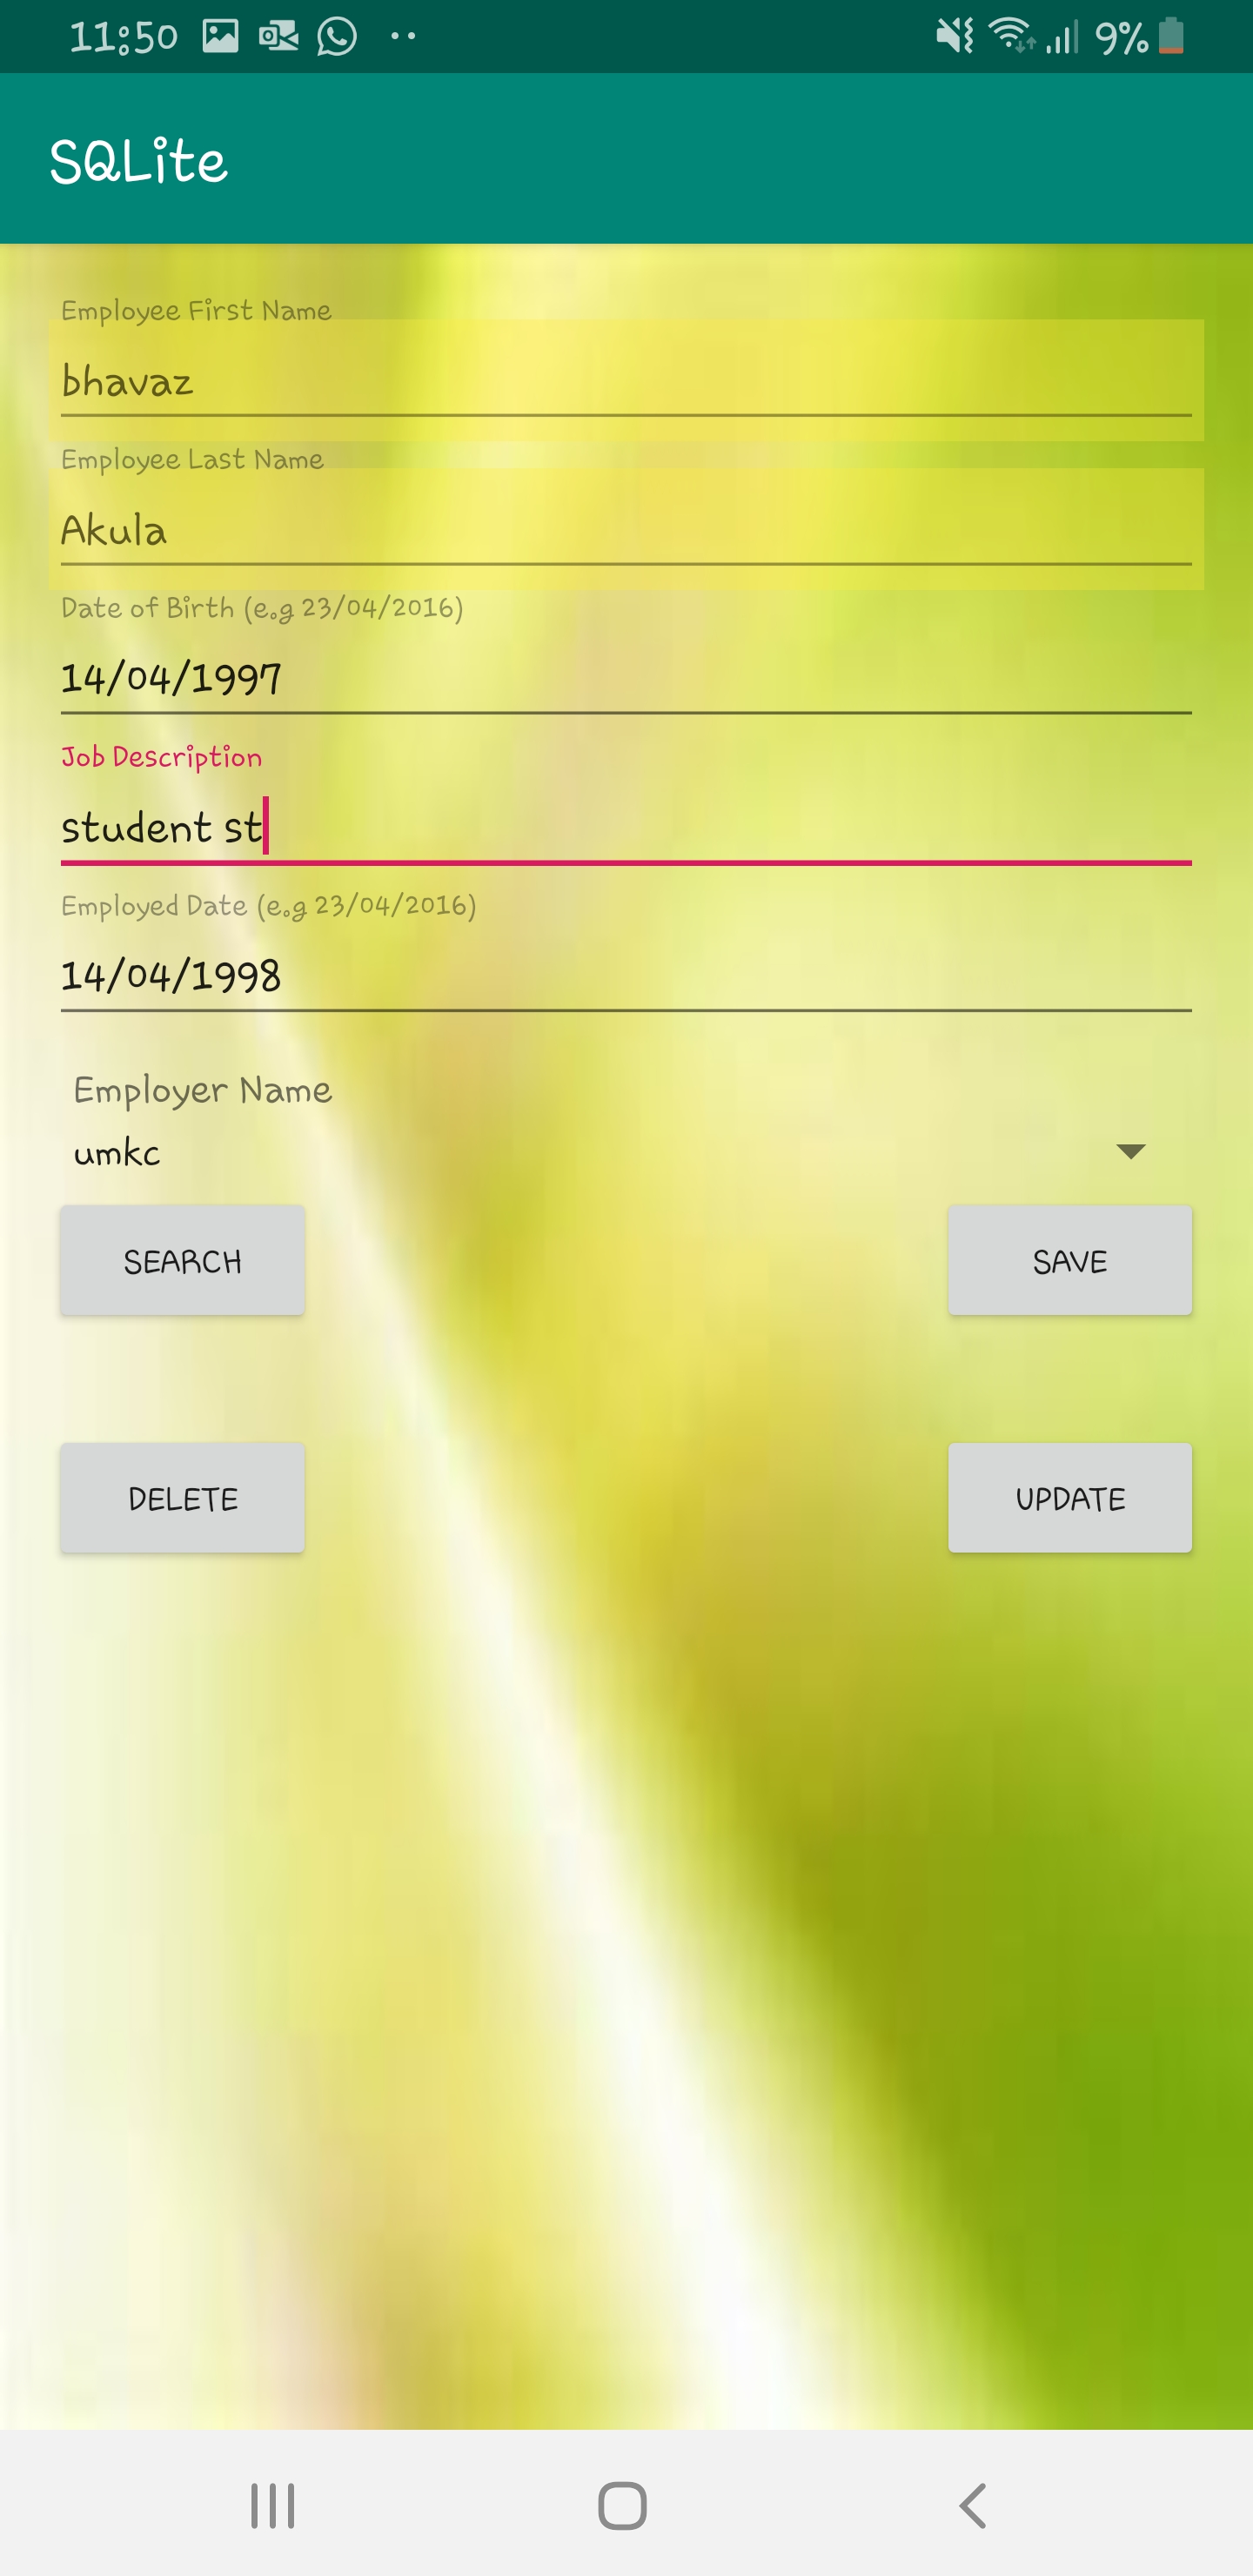 11:50 9%
SQLite
Employee First Name
bhavaz
Employee Last Name
Akula
Date of Birth (e.g 23/04/2016)
14/04/1997
Job Description
student st
Employed Date (e.g 23/04/2016)
14/04/1998
Employer Name
umkc
SEARCH SAVE
DELETE UPDATE